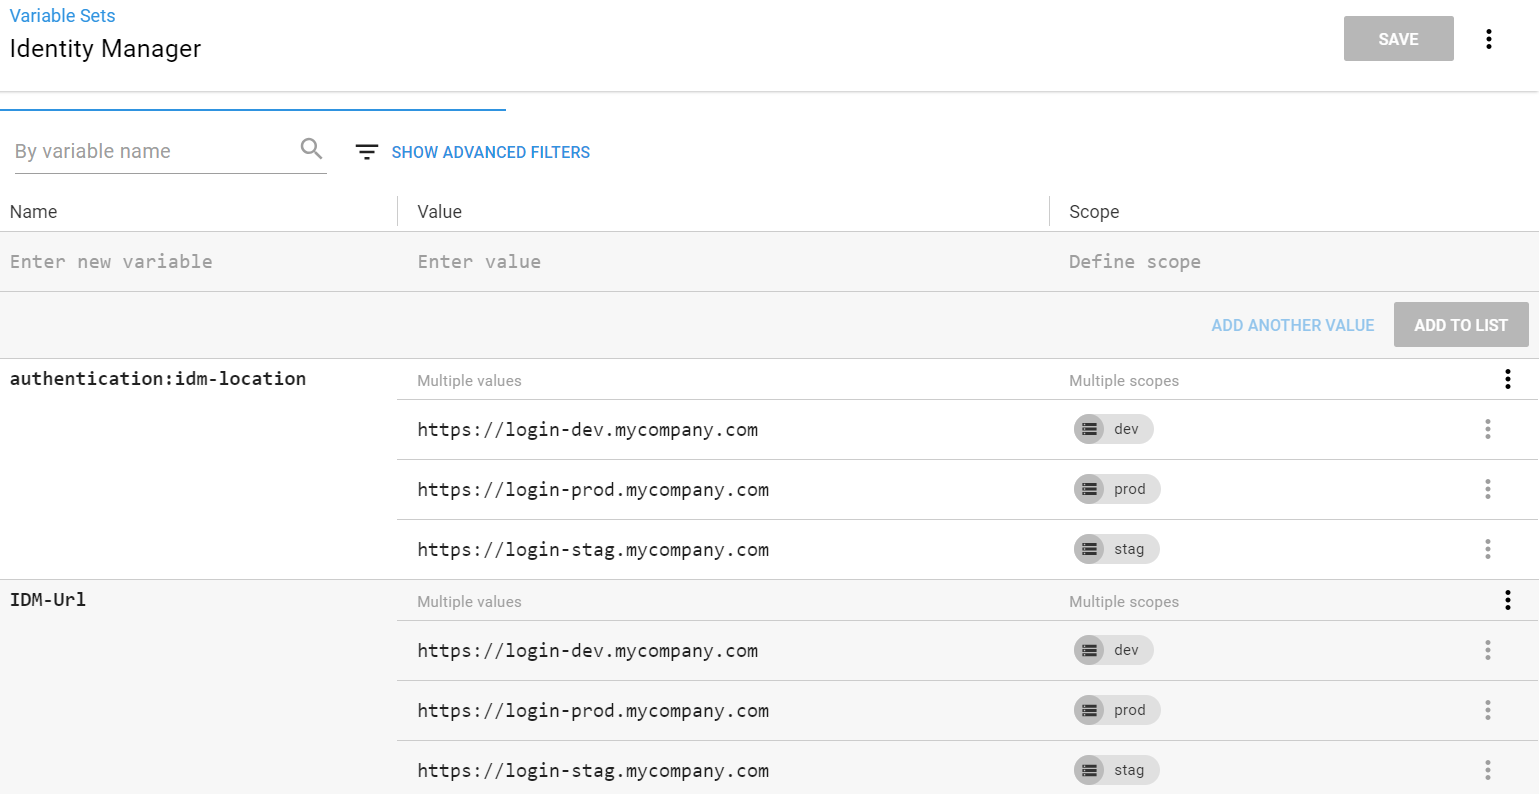 Variable Sets
Identity Manager
SAVE
By variable name
SHOW ADVANCED FILTERS
Name Value Scope
Enter new variable Enter value Define scope
ADD ANOTHER VALUE ADD TO LIST
authentication:idm-location Multiple values Multiple scopes
https://login-dev.mycompany.com dev
https://login-prod.mycompany.com prod
https://login-stag.mycompany.com stag
IDM-Url Multiple values Multiple scopes
https://login-dev.mycompany.com dev
https://login-prod.mycompany.com prod
https://login-stag.mycompany.com stag